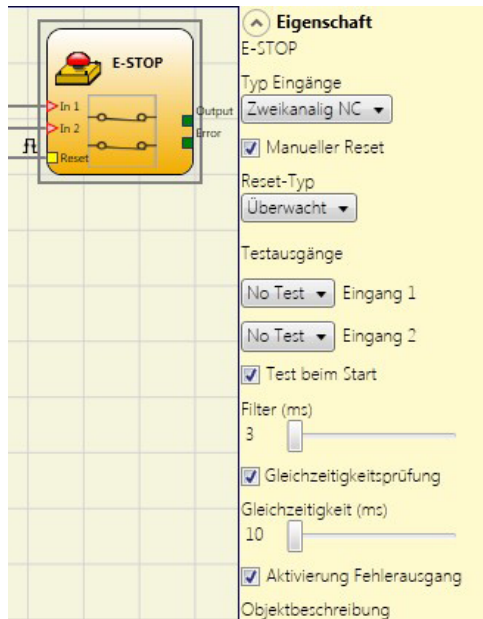 E-STOP
In 1
In 2
Reset
Output
Error
Eigenschaft
E-STOP
Typ Eingänge
Zweikanalig NC
Manueller Reset
Reset-Typ
Überwacht
Testausgänge
No Test Eingang 1
No Test Eingang 2
Test beim Start
Filter (ms)
3
Gleichzeitigkeitsprüfung
Gleichzeitigkeit (ms)
10
Aktivierung Fehlerausgang
Objektbeschreibung